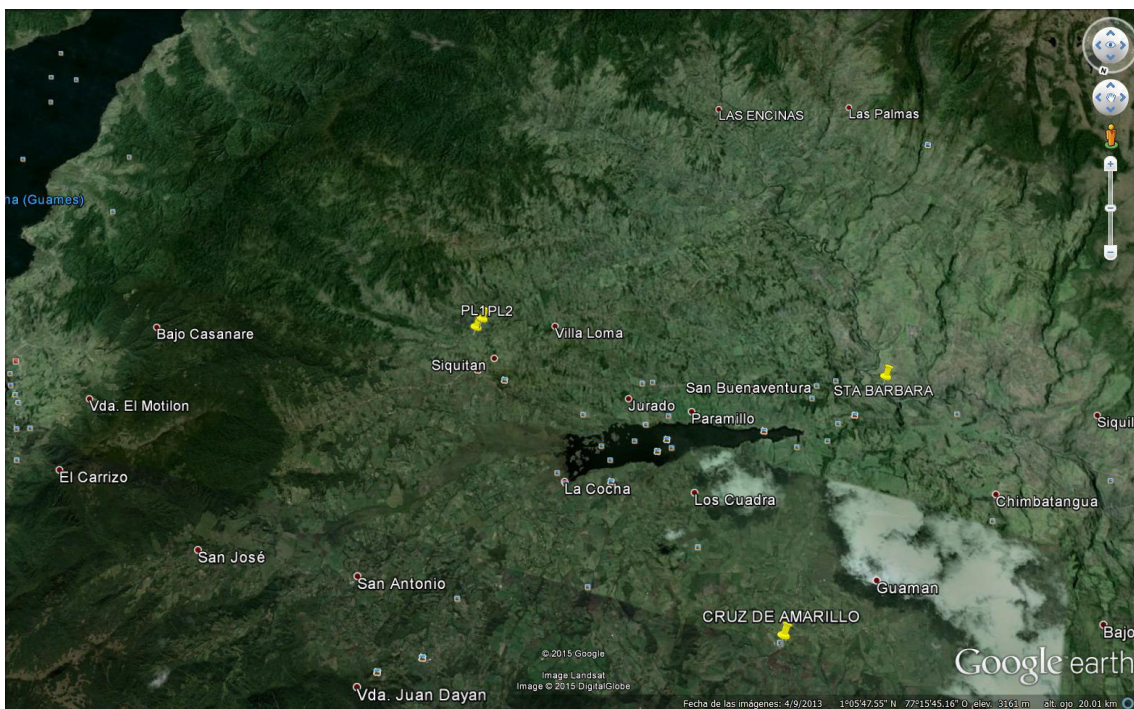 N
LAS ENCINAS
Las Palmas
na (Guames)
PL1 PL2
Bajo Casanare
Villa Loma
Siquitan
San Buenaventura
STA BARBARA
Vda. El Motilon
Jurado
Paramillo
Siquil
El Carrizo
La Cocha
Los Cuadra
Chimbatangua
San José
San Antonio
Guaman
CRUZ DE AMARILLO
Bajo
© 2015 Google
Image Landsat
Image © 2015 DigitalGlobe
Google earth
Vda. Juan Dayan
Fecha de las imágenes: 4/9/2013 1°05'47.55" N 77°15'45.16" O elev. 3161 m alt. ojo 20.01 km